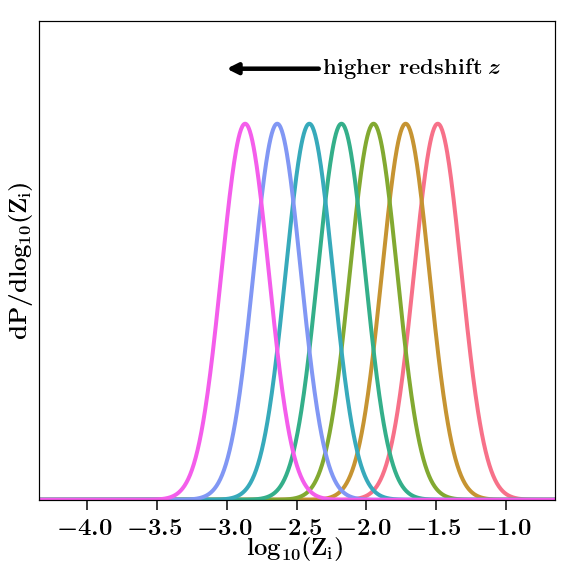 higher redshift z
dP/dlog₁₀(Zᵢ)
−4.0 −3.5 −3.0 −2.5 −2.0 −1.5 −1.0
log₁₀(Zᵢ)